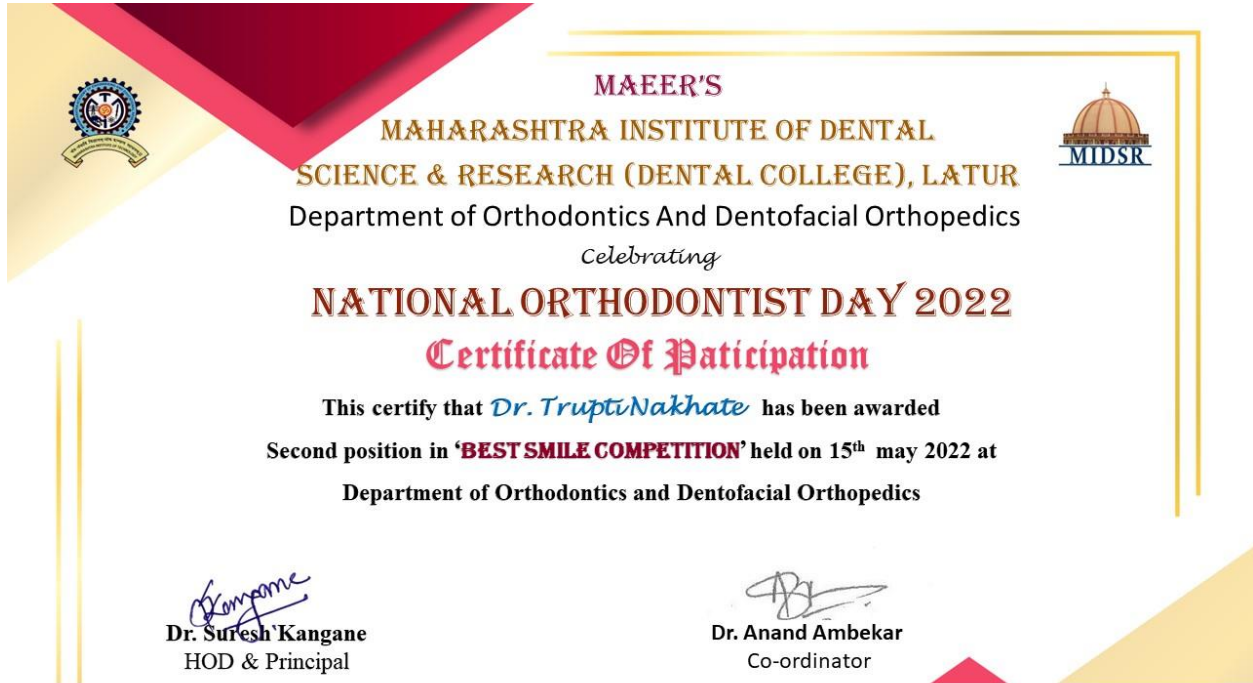 MAEER'S
MAHARASHTRA INSTITUTE OF DENTAL
MIDSR
SCIENCE & RESEARCH (DENTAL COLLEGE), LATUR
Department of Orthodontics And Dentofacial Orthopedics
Celebrating
NATIONAL ORTHODONTIST DAY 2022
Certificate Of Paticipation
This certify that Dr. Trupti Nakhate has been awarded
Second position in ‘BEST SMILE COMPETITION’ held on 15th may 2022 at
Department of Orthodontics and Dentofacial Orthopedics
Kangane
Dr. Suresh Kangane
HOD & Principal
Dr. Anand Ambekar
Co-ordinator